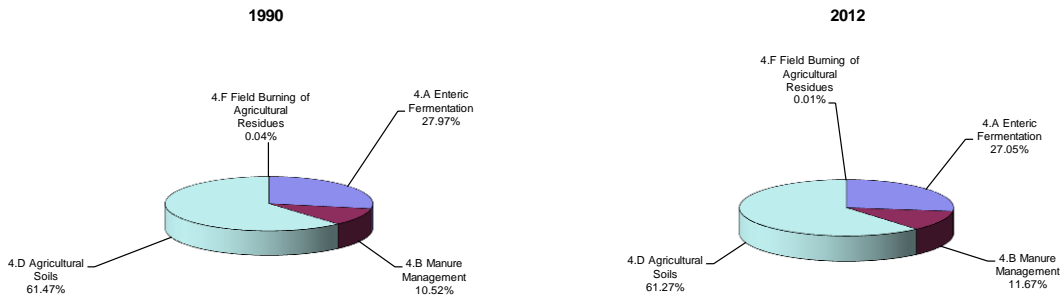 1990
4.F Field Burning of
Agricultural
Residues
0.04%
4.A Enteric
Fermentation
27.97%
4.D Agricultural
Soils
61.47%
4.B Manure
Management
10.52%
2012
4.F Field Burning of
Agricultural
Residues
0.01%
4.A Enteric
Fermentation
27.05%
4.D Agricultural
Soils
61.27%
4.B Manure
Management
11.67%